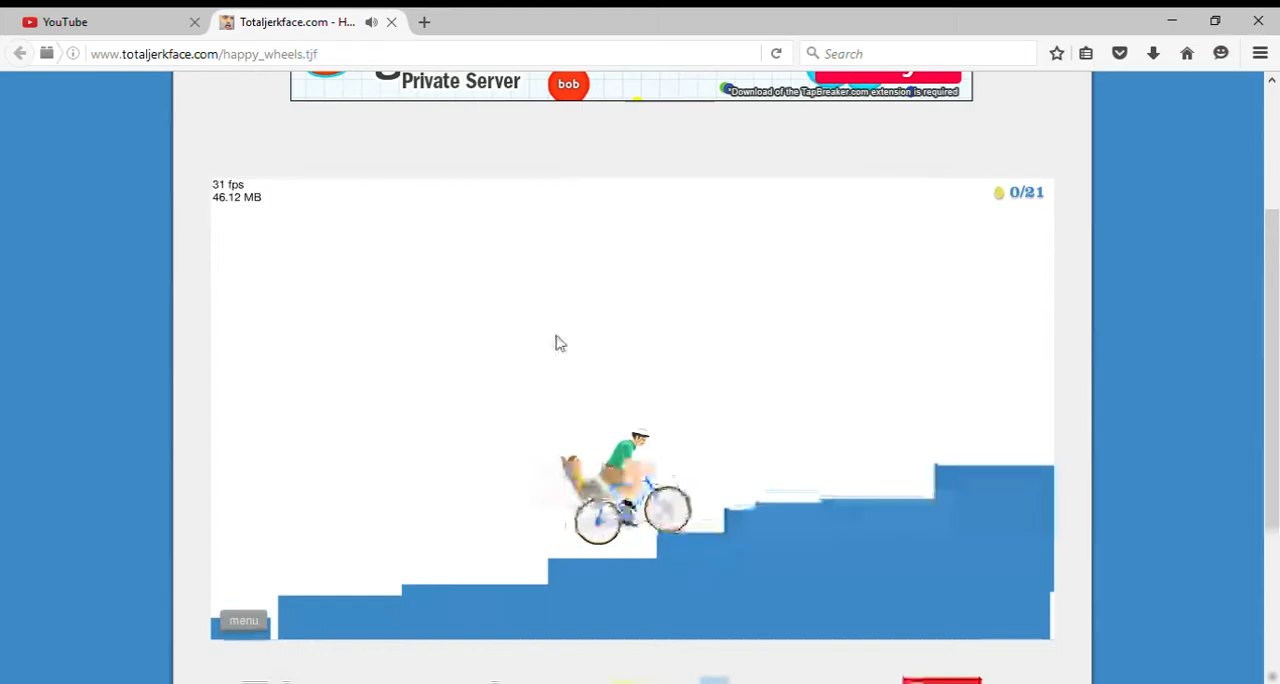 YouTube
Totaljerkface.com - H...
www.totaljerkface.com/happy_wheels.tjf
Search
Private Server
bob
*Download of the TapBreaker.com extension is required
31 fps
46.12 MB
0/21
menu